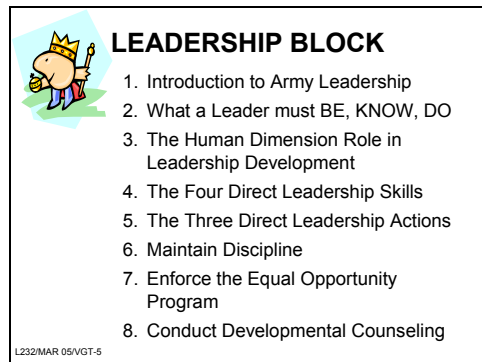 LEADERSHIP BLOCK
1. Introduction to Army Leadership
2. What a Leader must BE, KNOW, DO
3. The Human Dimension Role in
Leadership Development
4. The Four Direct Leadership Skills
5. The Three Direct Leadership Actions
6. Maintain Discipline
7. Enforce the Equal Opportunity
Program
8. Conduct Developmental Counseling
L232/MAR 05/VGT-5